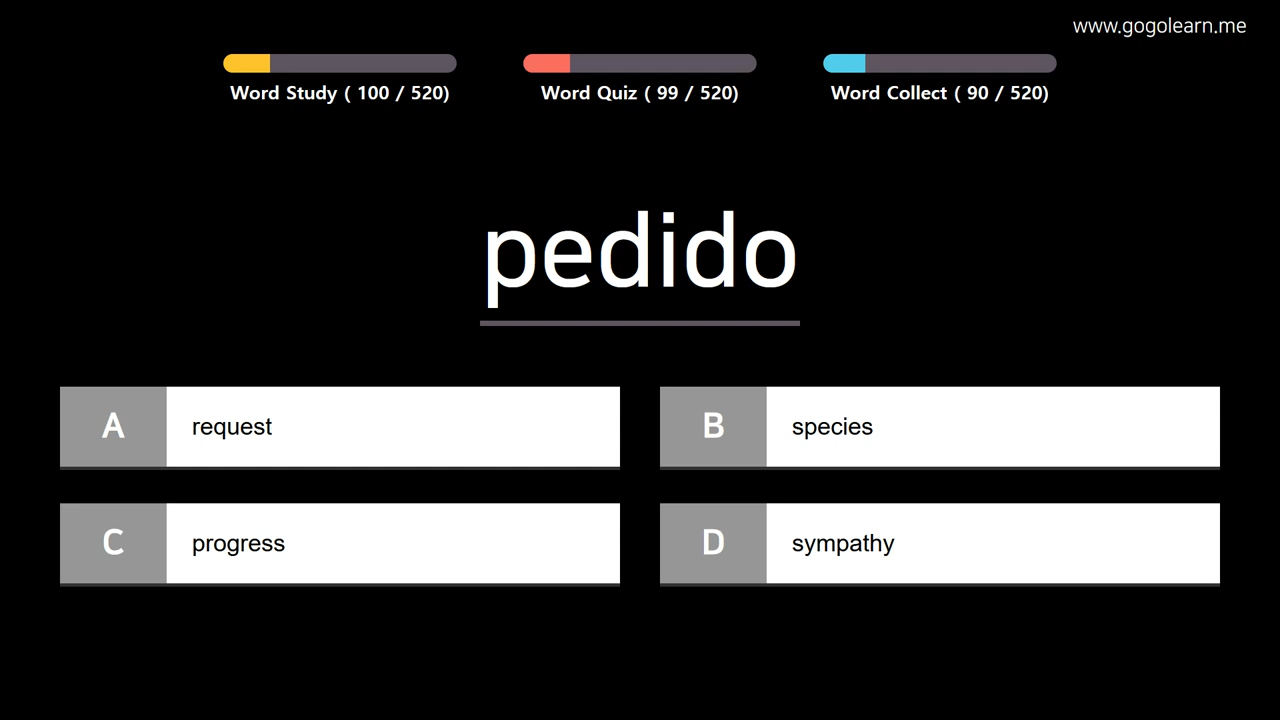 www.gogolearn.me
Word Study ( 100 / 520)
Word Quiz ( 99 / 520)
Word Collect ( 90 / 520)
pedido
A request
B species
C progress
D sympathy